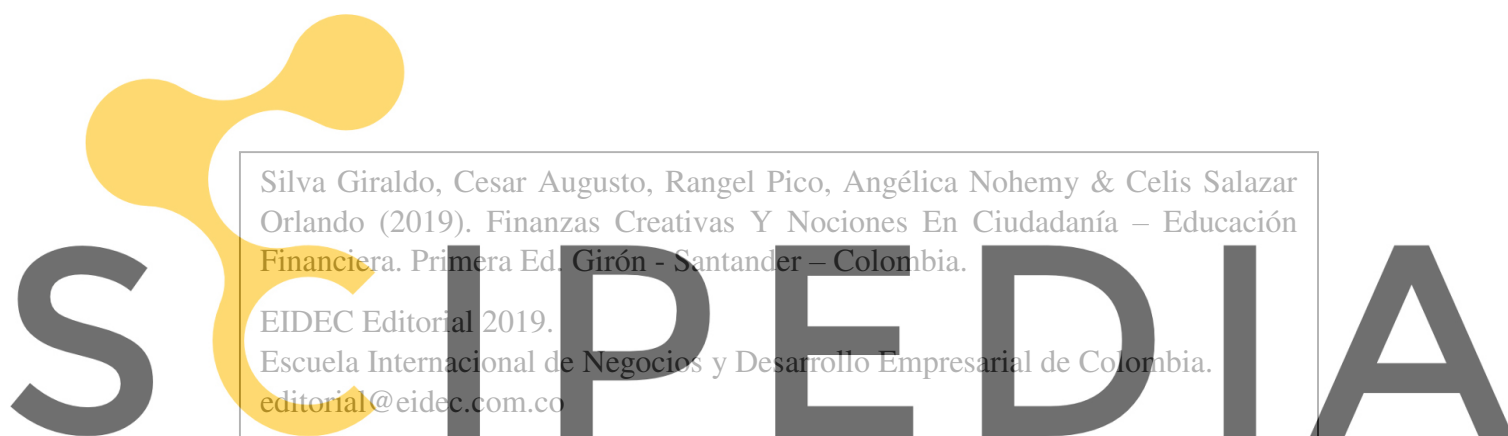 Silva Giraldo, Cesar Augusto, Rangel Pico, Angélica Nohemy & Celis Salazar
Orlando (2019). Finanzas Creativas Y Nociones En Ciudadanía – Educación
Financiera. Primera Ed. Girón - Santander – Colombia.
EIDEC Editorial 2019.
Escuela Internacional de Negocios y Desarrollo Empresarial de Colombia.
editorial@eidec.com.co
SCIPEDIA